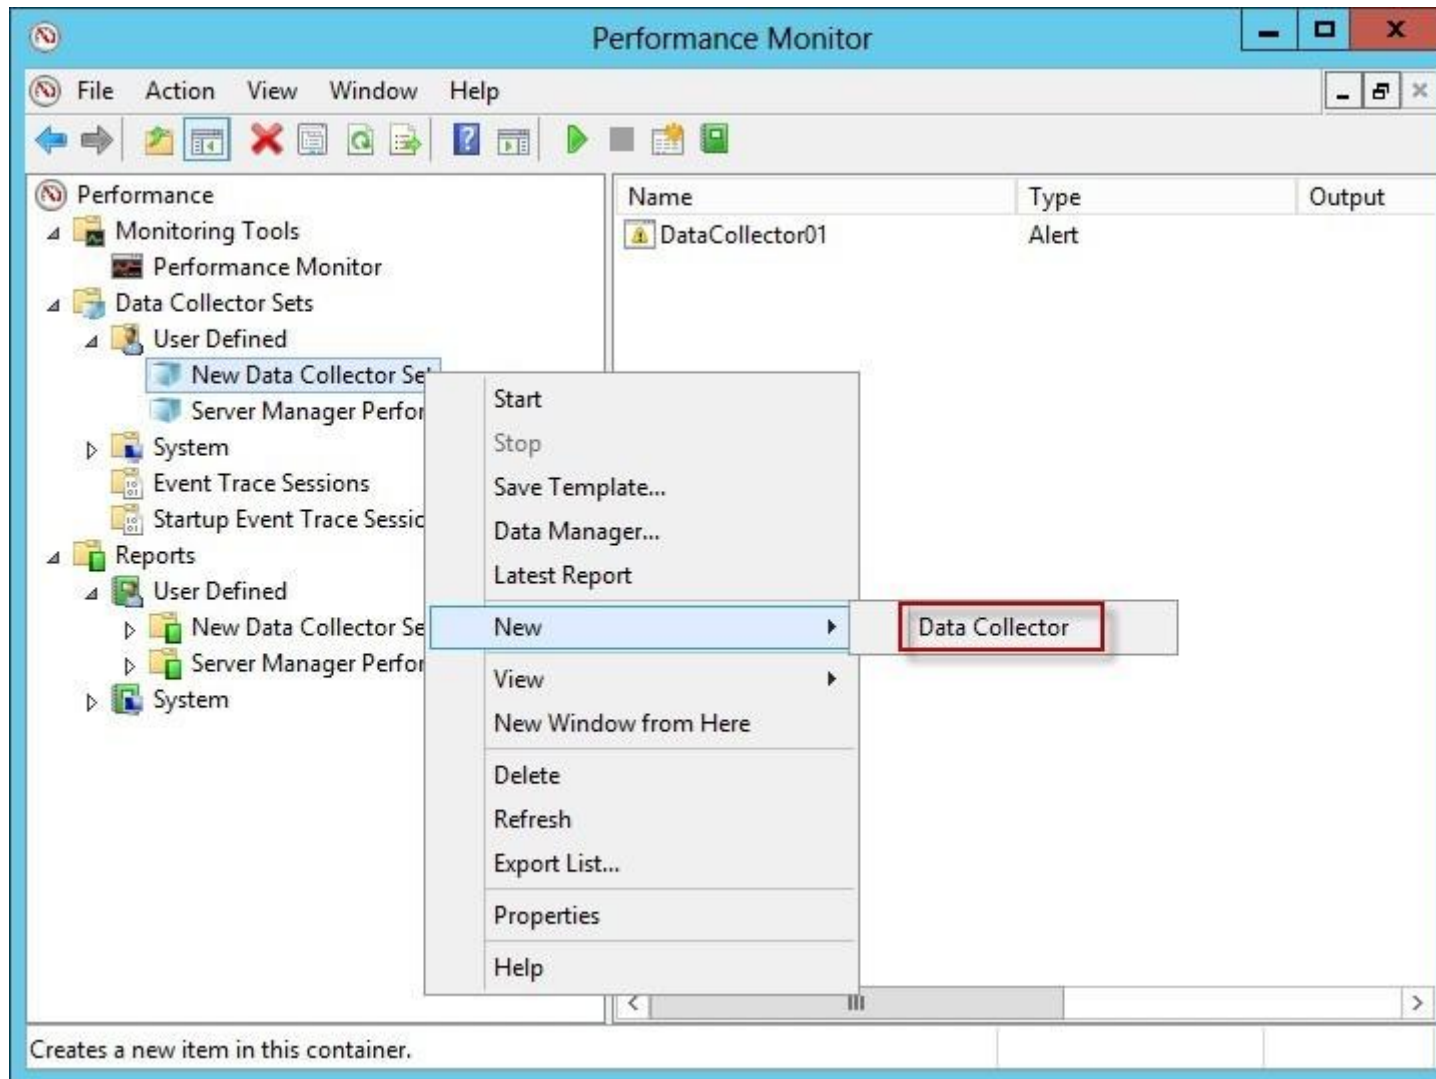 Performance Monitor
File Action View Window Help
Performance
Name Type Output
Monitoring Tools
DataCollector01 Alert
Performance Monitor
Data Collector Sets
User Defined
New Data Collector Set
Server Manager Perfor
System
Event Trace Sessions
Startup Event Trace Sessic
Reports
User Defined
New Data Collector Se
Server Manager Perfor
System
Start
Stop
Save Template...
Data Manager...
Latest Report
New
Data Collector
View
New Window from Here
Delete
Refresh
Export List...
Properties
Help
Creates a new item in this container.